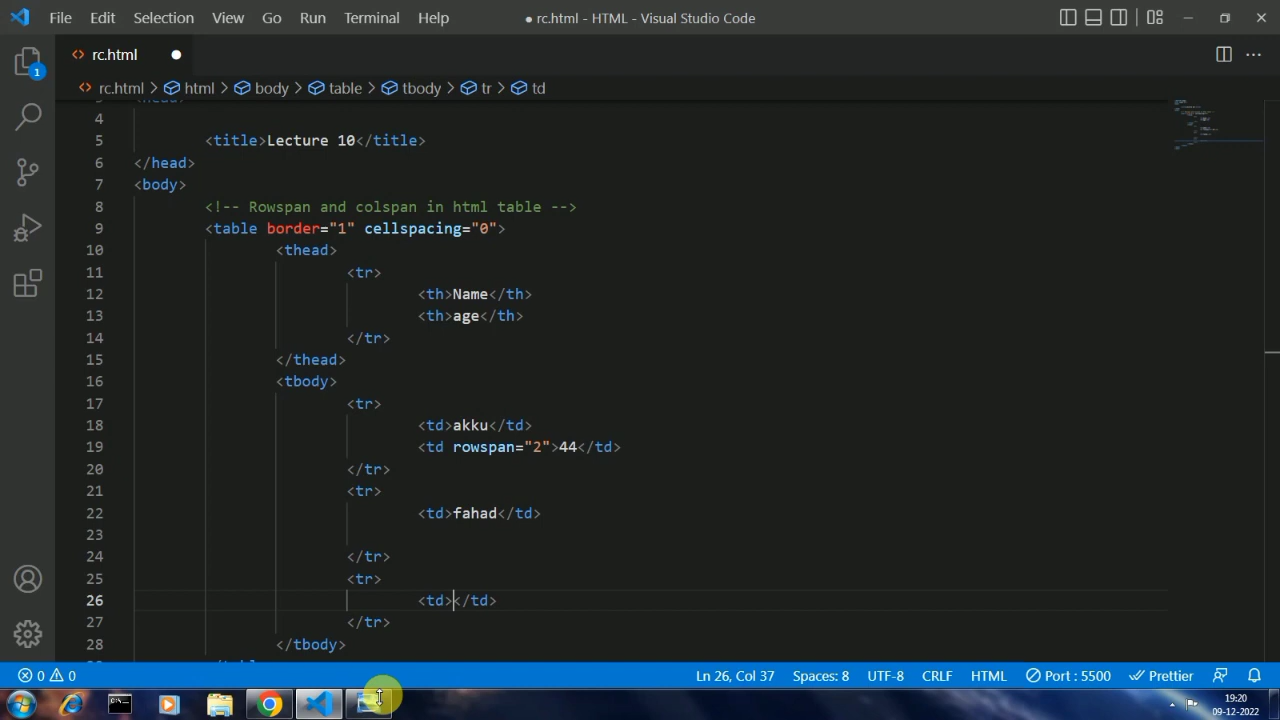 File Edit Selection View Go Run Terminal Help
● rc.html - HTML - Visual Studio Code
<> rc.html ●
1
<> rc.html > html > body > table > tbody > tr > td
3 <head>
4
5 <title>Lecture 10</title>
6 </head>
7 <body>
8 <!-- Rowspan and colspan in html table -->
9 <table border="1" cellspacing="0">
10 <thead>
11 <tr>
12 <th>Name</th>
13 <th>age</th>
14 </tr>
15 </thead>
16 <tbody>
17 <tr>
18 <td>akku</td>
19 <td rowspan="2">44</td>
20 </tr>
21 <tr>
22 <td>fahad</td>
23
24 </tr>
25 <tr>
26 <td></td>
27 </tr>
28 </tbody>
0 0 Ln 26, Col 37 Spaces: 8 UTF-8 CRLF HTML Port : 5500 Prettier
19:20
09-12-2022